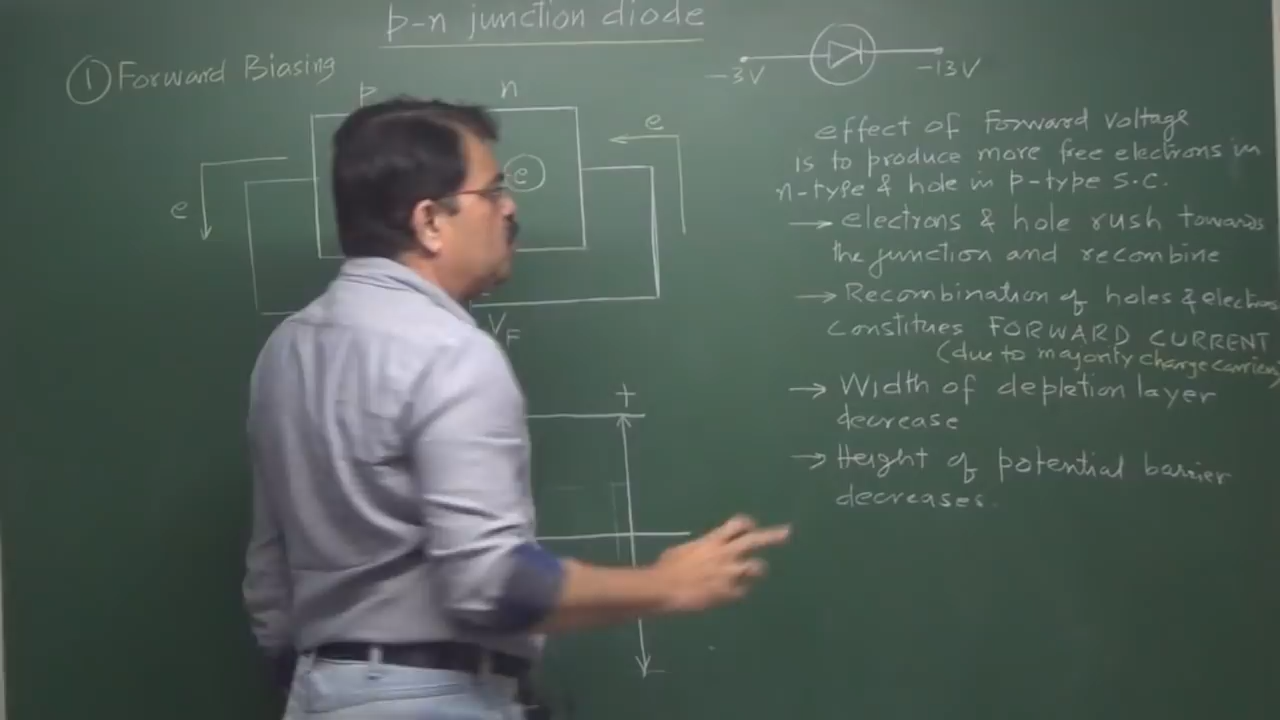 p-n junction diode
① Forward Biasing
p
n
e
e
e
V_F
+
-
-3V
-13V
effect of Forward voltage
is to produce more free electrons in
n-type & hole in p-type S.C.
→ electrons & hole rush towards
the junction and recombine
→ Recombination of holes & electrons
constitues FORWARD CURRENT
(due to majority charge carriers)
→ Width of depletion layer
decrease
→ Height of potential barrier
decreases.